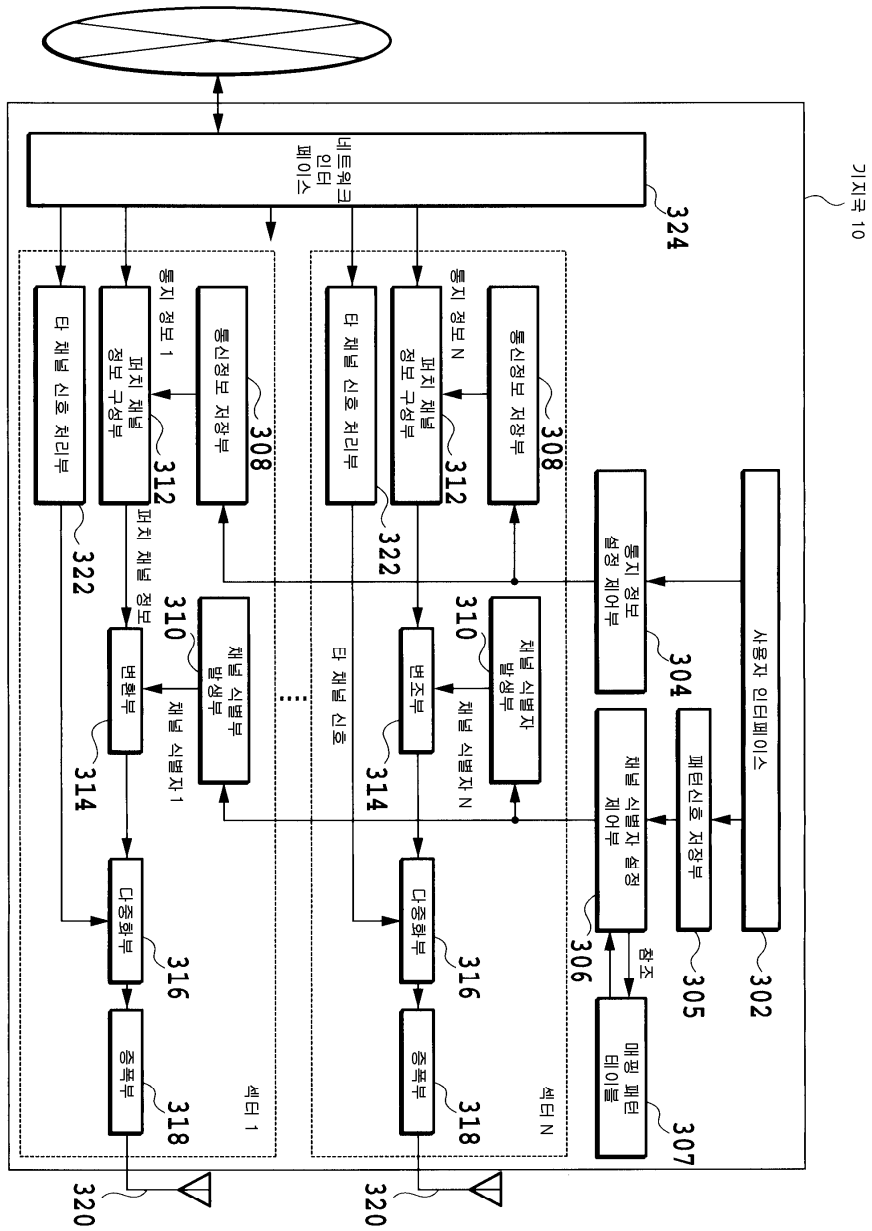 기지국 10
사용자 인터페이스
302
패턴신호 저장부
305
통지 정보
설정 제어부
304
채널 식별자 설정
제어부
306
참조
매핑 패턴
테이블
307
324
네트워크
인터
페이스
섹터 N
통신정보 저장부
308
채널 식별자
발생부
310
통지 정보 N
채널 식별자 N
퍼치 채널
정보 구성부
312
변조부
314
다중화부
316
증폭부
318
320
타 채널 신호 처리부
322
타 채널 신호
섹터 1
통신정보 저장부
308
채널 식별부
발생부
310
통지 정보 1
채널 식별자 1
퍼치 채널
정보 구성부
312
퍼치 채널 정보
변환부
314
다중화부
316
증폭부
318
320
타 채널 신호 처리부
322